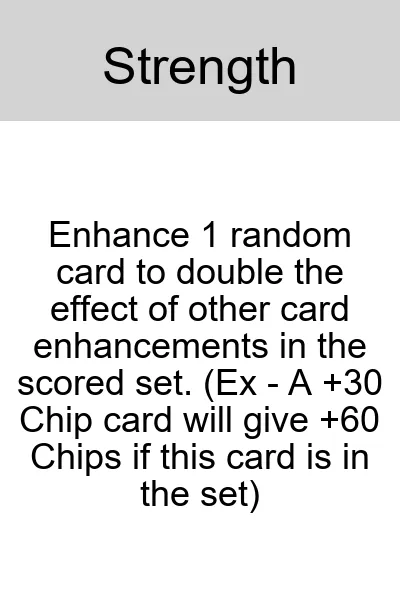 Strength
Enhance 1 random
card to double the
effect of other card
enhancements in the
scored set. (Ex - A +30
Chip card will give +60
Chips if this card is in
the set)